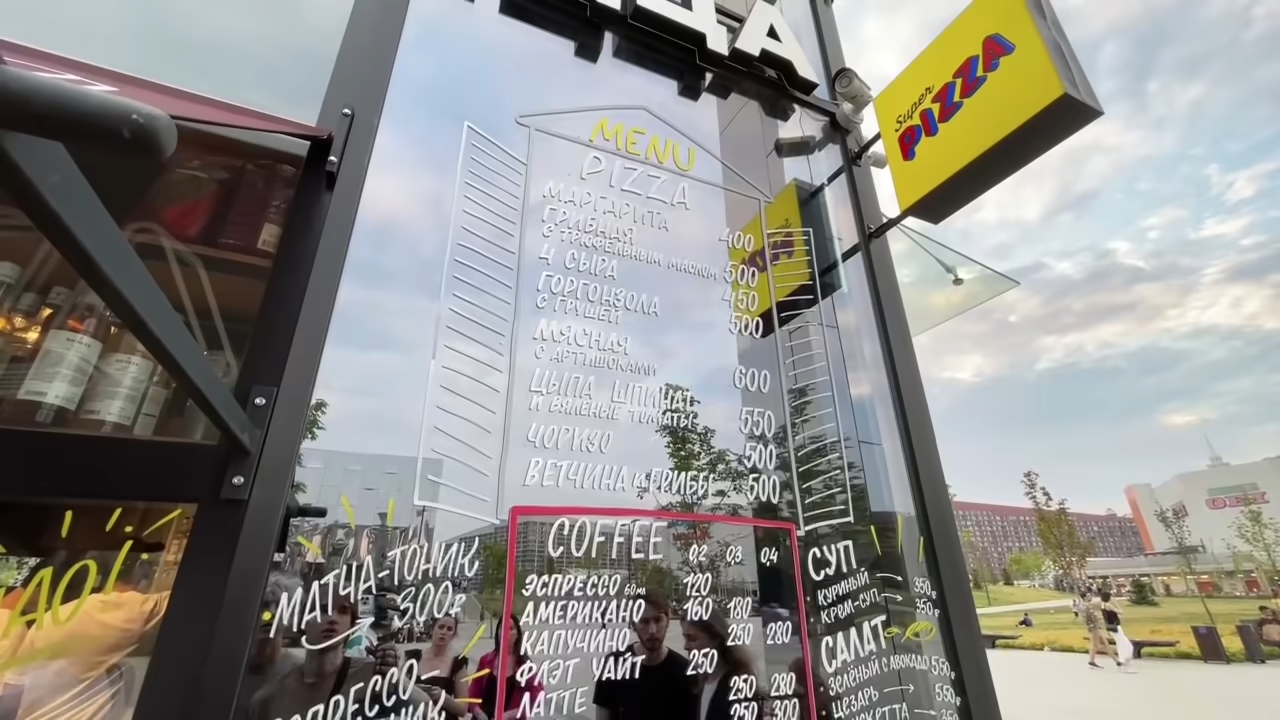 Super
PIZZA
MENU
PIZZA
МАРГАРИТА 400
ГРИБНАЯ
С ТРЮФЕЛЬНЫМ МАСЛОМ 500
4 СЫРА 450
ГОРГОНЗОЛА
С ГРУШЕЙ 500
МЯСНАЯ
С АРТИШОКАМИ 600
ЦЫПА ШПИНАТ
И ВЯЛЕНЫЕ ТОМАТЫ 550
ЧОРИЗО 500
ВЕТЧИНА И ГРИБЫ 500
COFFEE 0,2 0,3 0,4
ЭСПРЕССО 60мл 120
АМЕРИКАНО 160 180
КАПУЧИНО 250 280
ФЛЭТ УАЙТ 250
ЛАТТЕ 250 280
250 300
МАТЧА-ТОНИК
300₽
СУП
КУРИНЫЙ 350₽
КРЕМ-СУП 350₽
САЛАТ
ЗЕЛЁНЫЙ С АВОКАДО 550₽
ЦЕЗАРЬ 550₽
OBI